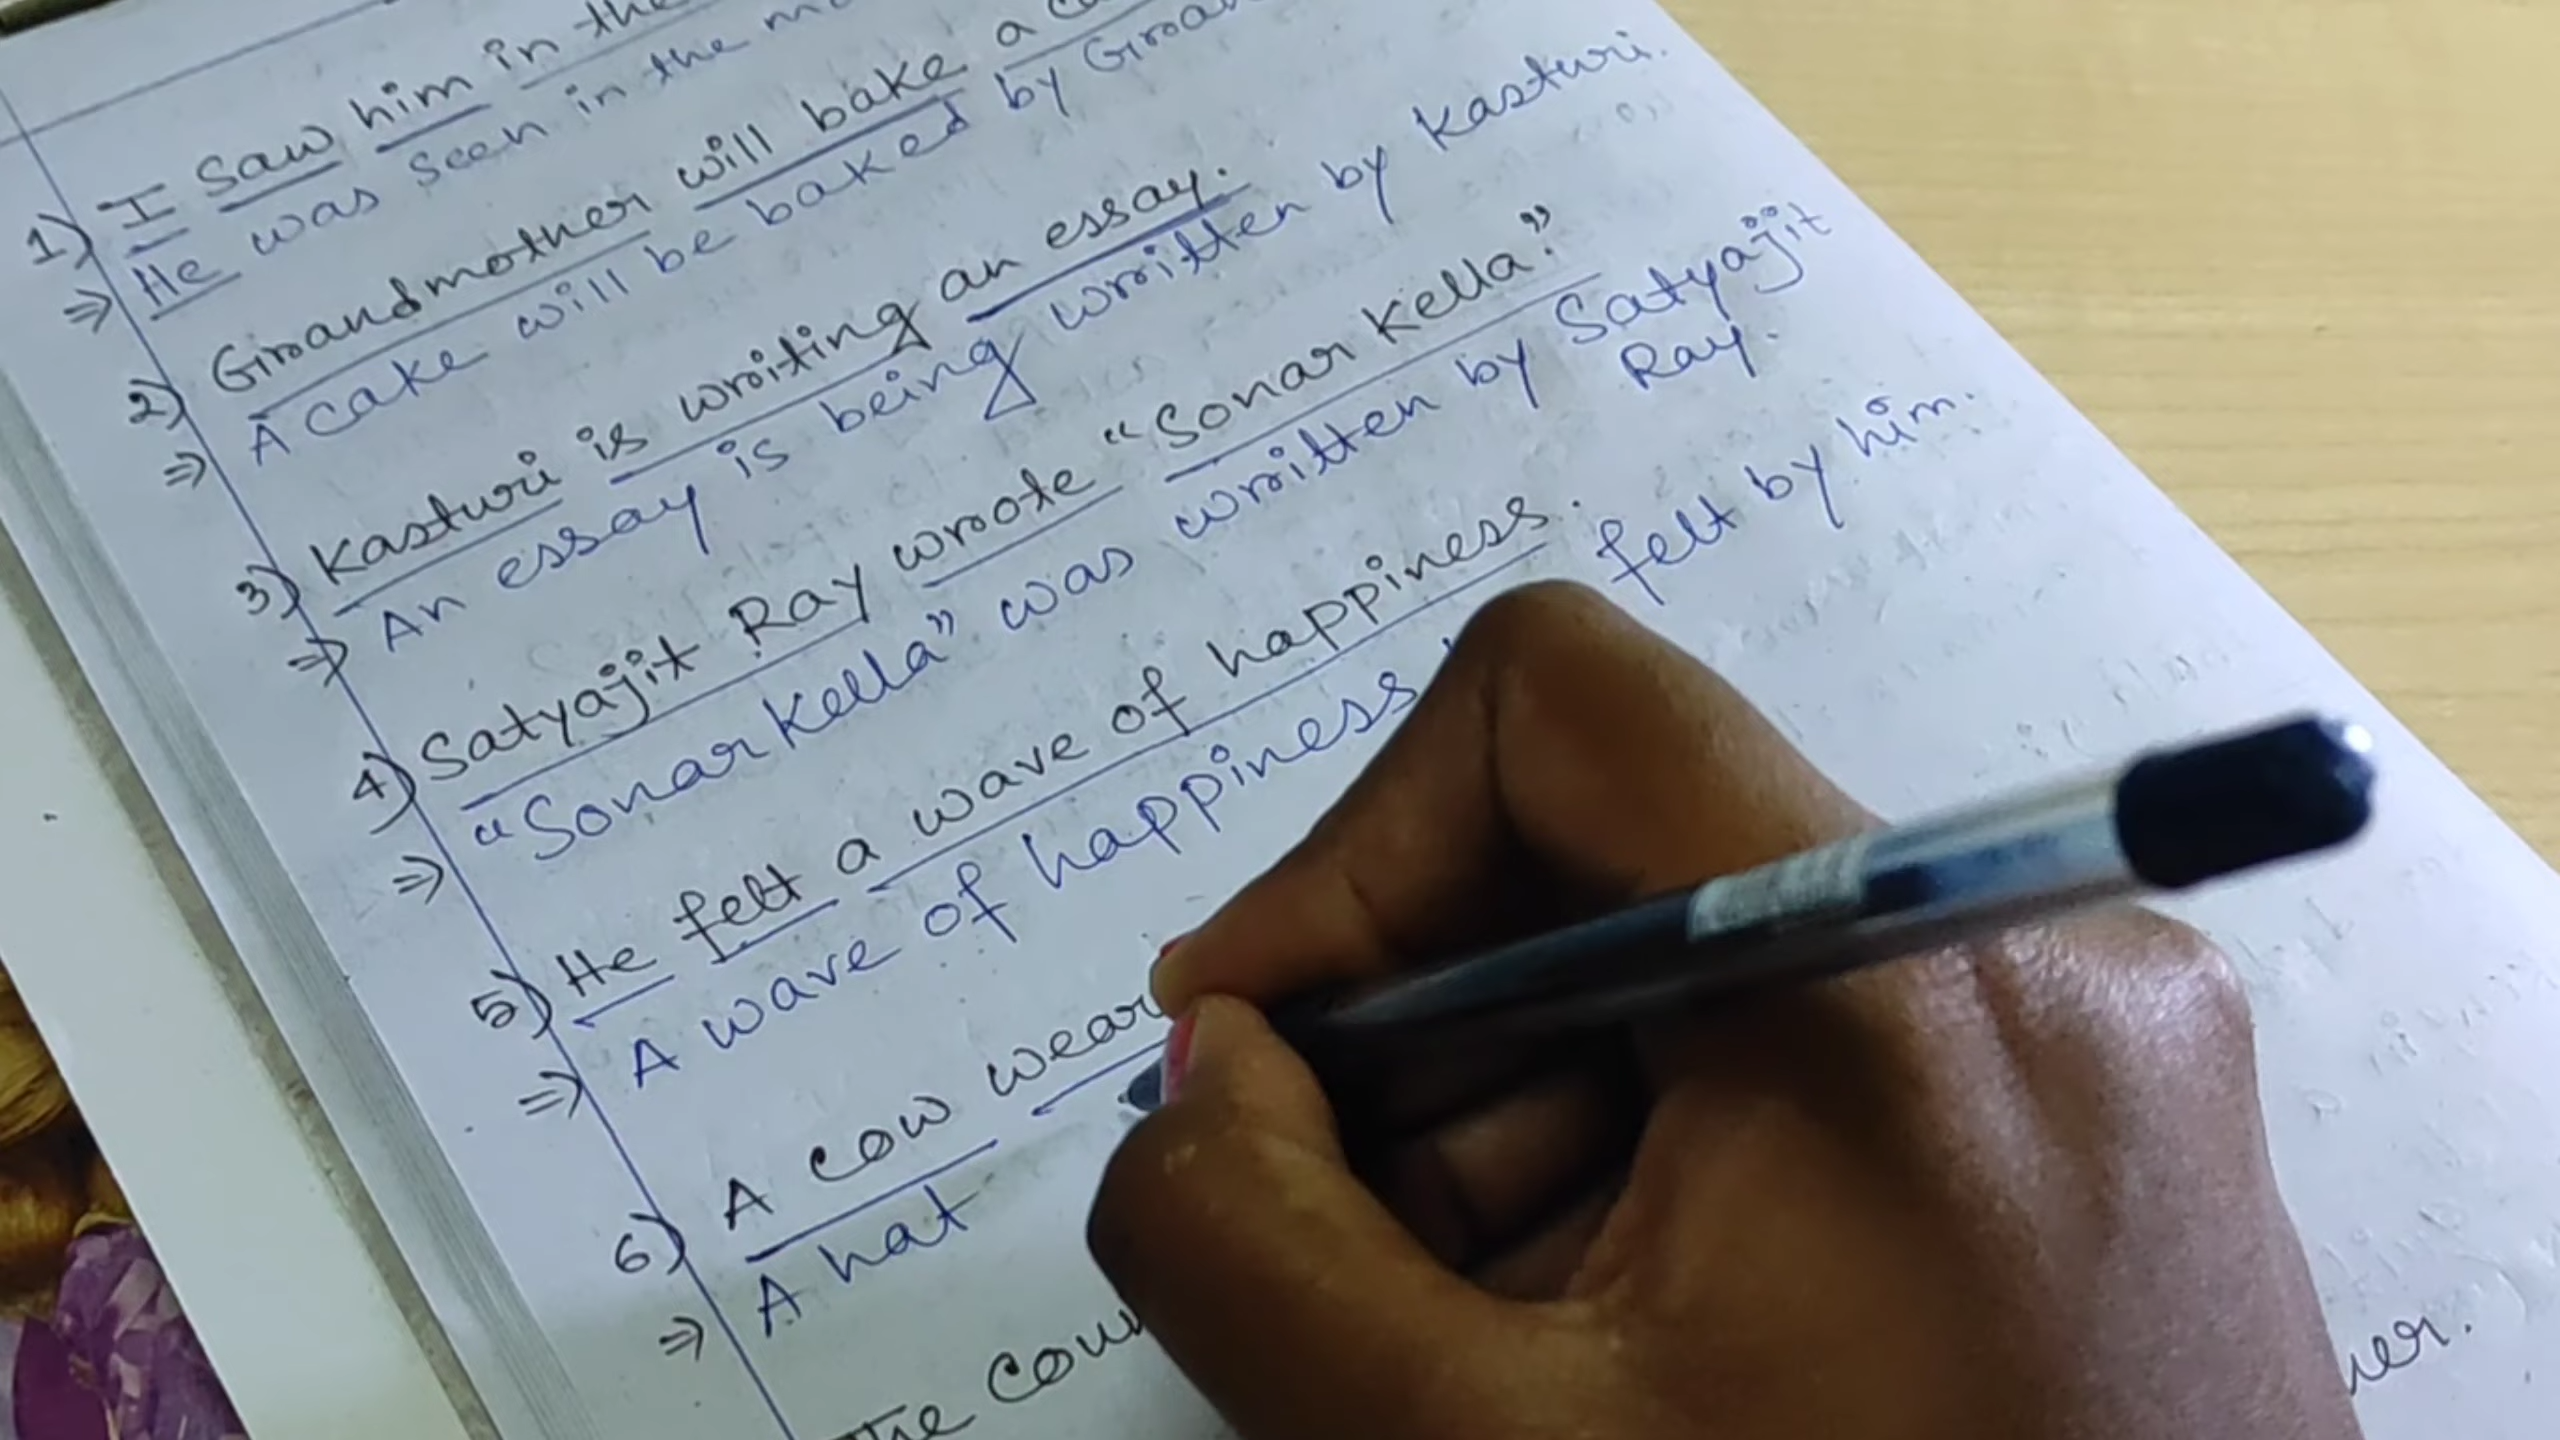 1) I Saw him in the
⇒ He was seen in the
2) Grandmother will bake a
⇒ A cake will be baked by
3) Kasturi is writing an essay.
⇒ An essay is being written by Kasturi.
4) Satyajit Ray wrote "Sonar Kella".
⇒ "Sonar Kella" was written by Satyajit
Ray.
5) He felt a wave of happiness.
⇒ A wave of happiness felt by him.
6) A cow wear
⇒ A hat
The